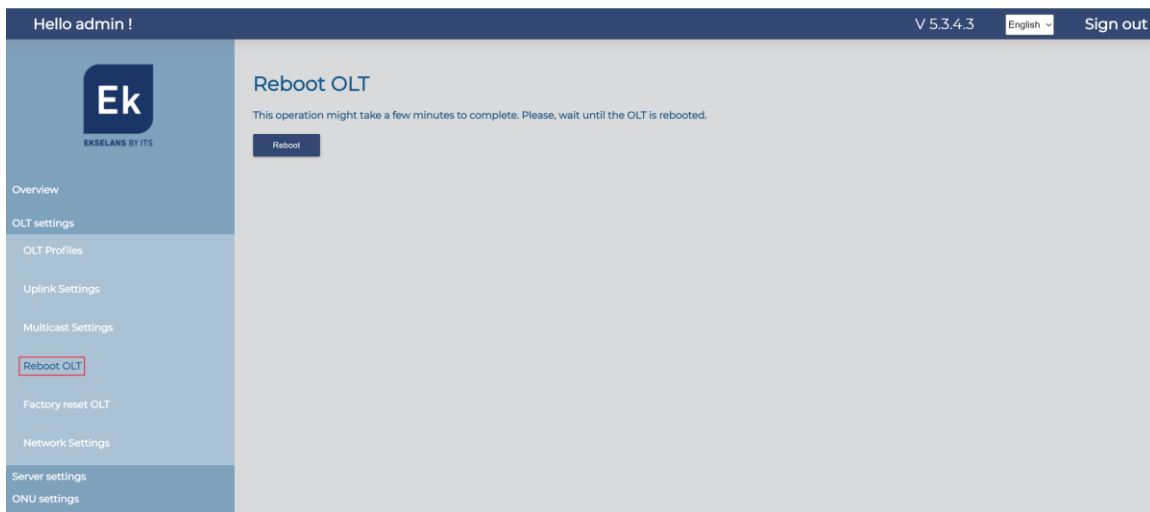 Hello admin !
V 5.3.4.3
English
Sign out
Ek
EKSELANS BY ITS
Overview
OLT settings
OLT Profiles
Uplink Settings
Multicast Settings
Reboot OLT
Factory reset OLT
Network Settings
Server settings
ONU settings
Reboot OLT
This operation might take a few minutes to complete. Please, wait until the OLT is rebooted.
Reboot